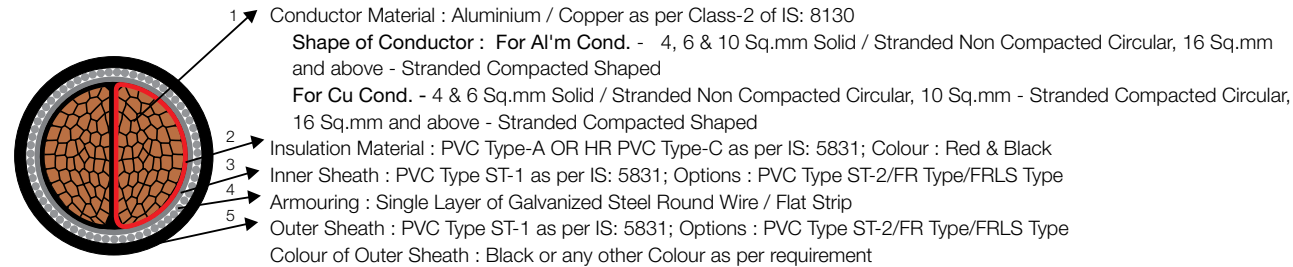 1 Conductor Material : Aluminium / Copper as per Class-2 of IS: 8130
Shape of Conductor : For Al'm Cond. - 4, 6 & 10 Sq.mm Solid / Stranded Non Compacted Circular, 16 Sq.mm
and above - Stranded Compacted Shaped
For Cu Cond. - 4 & 6 Sq.mm Solid / Stranded Non Compacted Circular, 10 Sq.mm - Stranded Compacted Circular,
16 Sq.mm and above - Stranded Compacted Shaped
2 Insulation Material : PVC Type-A OR HR PVC Type-C as per IS: 5831; Colour : Red & Black
3 Inner Sheath : PVC Type ST-1 as per IS: 5831; Options : PVC Type ST-2/FR Type/FRLS Type
4 Armouring : Single Layer of Galvanized Steel Round Wire / Flat Strip
5 Outer Sheath : PVC Type ST-1 as per IS: 5831; Options : PVC Type ST-2/FR Type/FRLS Type
Colour of Outer Sheath : Black or any other Colour as per requirement